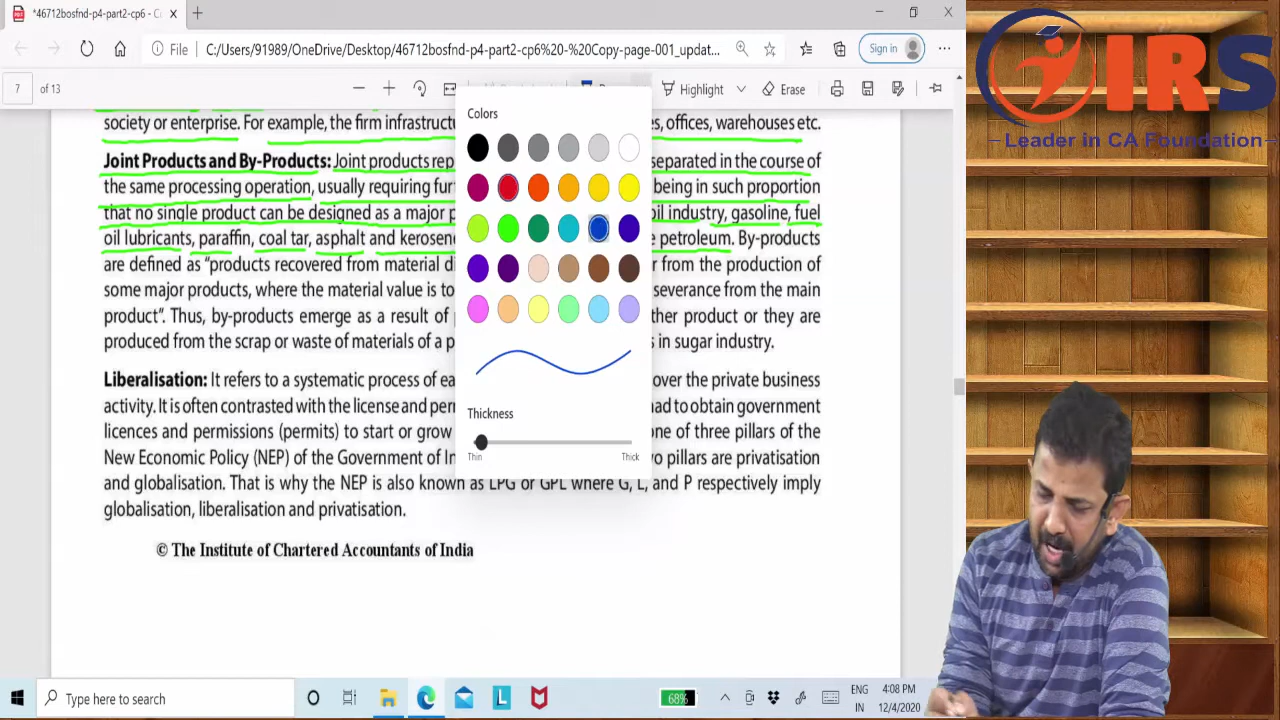 *46712bosfnd-p4-part2-cp6 - C
File
C:/Users/91989/OneDrive/Desktop/46712bosfnd-p4-part2-cp6%20-%20Copy-page-001_updat...
Sign in
7 of 13
Highlight
Erase
society or enterprise. For example, the firm infrastruct
es, offices, warehouses etc.
Joint Products and By-Products: Joint products rep
separated in the course of
the same processing operation, usually requiring fur
being in such proportion
that no single product can be designed as a major p
oil industry, gasoline, fuel
oil lubricants, paraffin, coal tar, asphalt and kerosene
e petroleum. By-products
are defined as “products recovered from material di
r from the production of
some major products, where the material value is to
severance from the main
product”. Thus, by-products emerge as a result of p
ther product or they are
produced from the scrap or waste of materials of a p
s in sugar industry.
Liberalisation: It refers to a systematic process of ea
over the private business
activity. It is often contrasted with the license and perm
had to obtain government
licences and permissions (permits) to start or grow
one of three pillars of the
New Economic Policy (NEP) of the Government of In
wo pillars are privatisation
and globalisation. That is why the NEP is also known as LPG or GPL where G, L, and P respectively imply
globalisation, liberalisation and privatisation.
© The Institute of Chartered Accountants of India
Colors
Thickness
Thin
Thick
IRS
Leader in CA Foundation
Type here to search
68%
ENG
IN
4:08 PM
12/4/2020